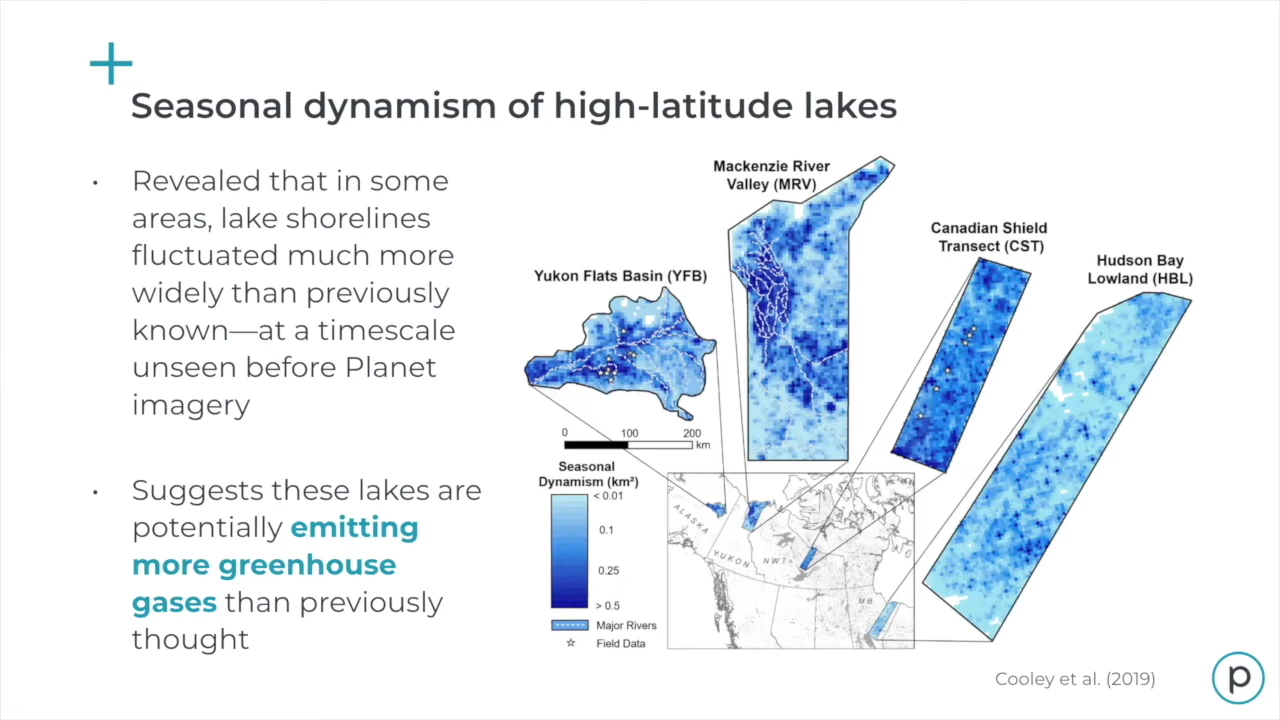 Seasonal dynamism of high-latitude lakes
• Revealed that in some
areas, lake shorelines
fluctuated much more
widely than previously
known—at a timescale
unseen before Planet
imagery
• Suggests these lakes are
potentially emitting
more greenhouse
gases than previously
thought
Mackenzie River
Valley (MRV)
Canadian Shield
Transect (CST)
Hudson Bay
Lowland (HBL)
Yukon Flats Basin (YFB)
0 100 200
km
Seasonal
Dynamism (km²)
< 0.01
0.1
0.25
> 0.5
Major Rivers
Field Data
ALASKA
YUKON
NWT
MB
Cooley et al. (2019)
p